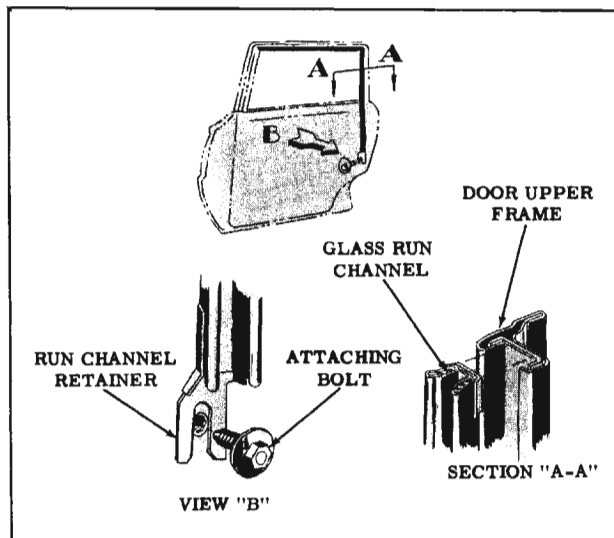 A A
B
DOOR UPPER
FRAME
GLASS RUN
CHANNEL
RUN CHANNEL
RETAINER
ATTACHING
BOLT
SECTION "A-A"
VIEW "B"